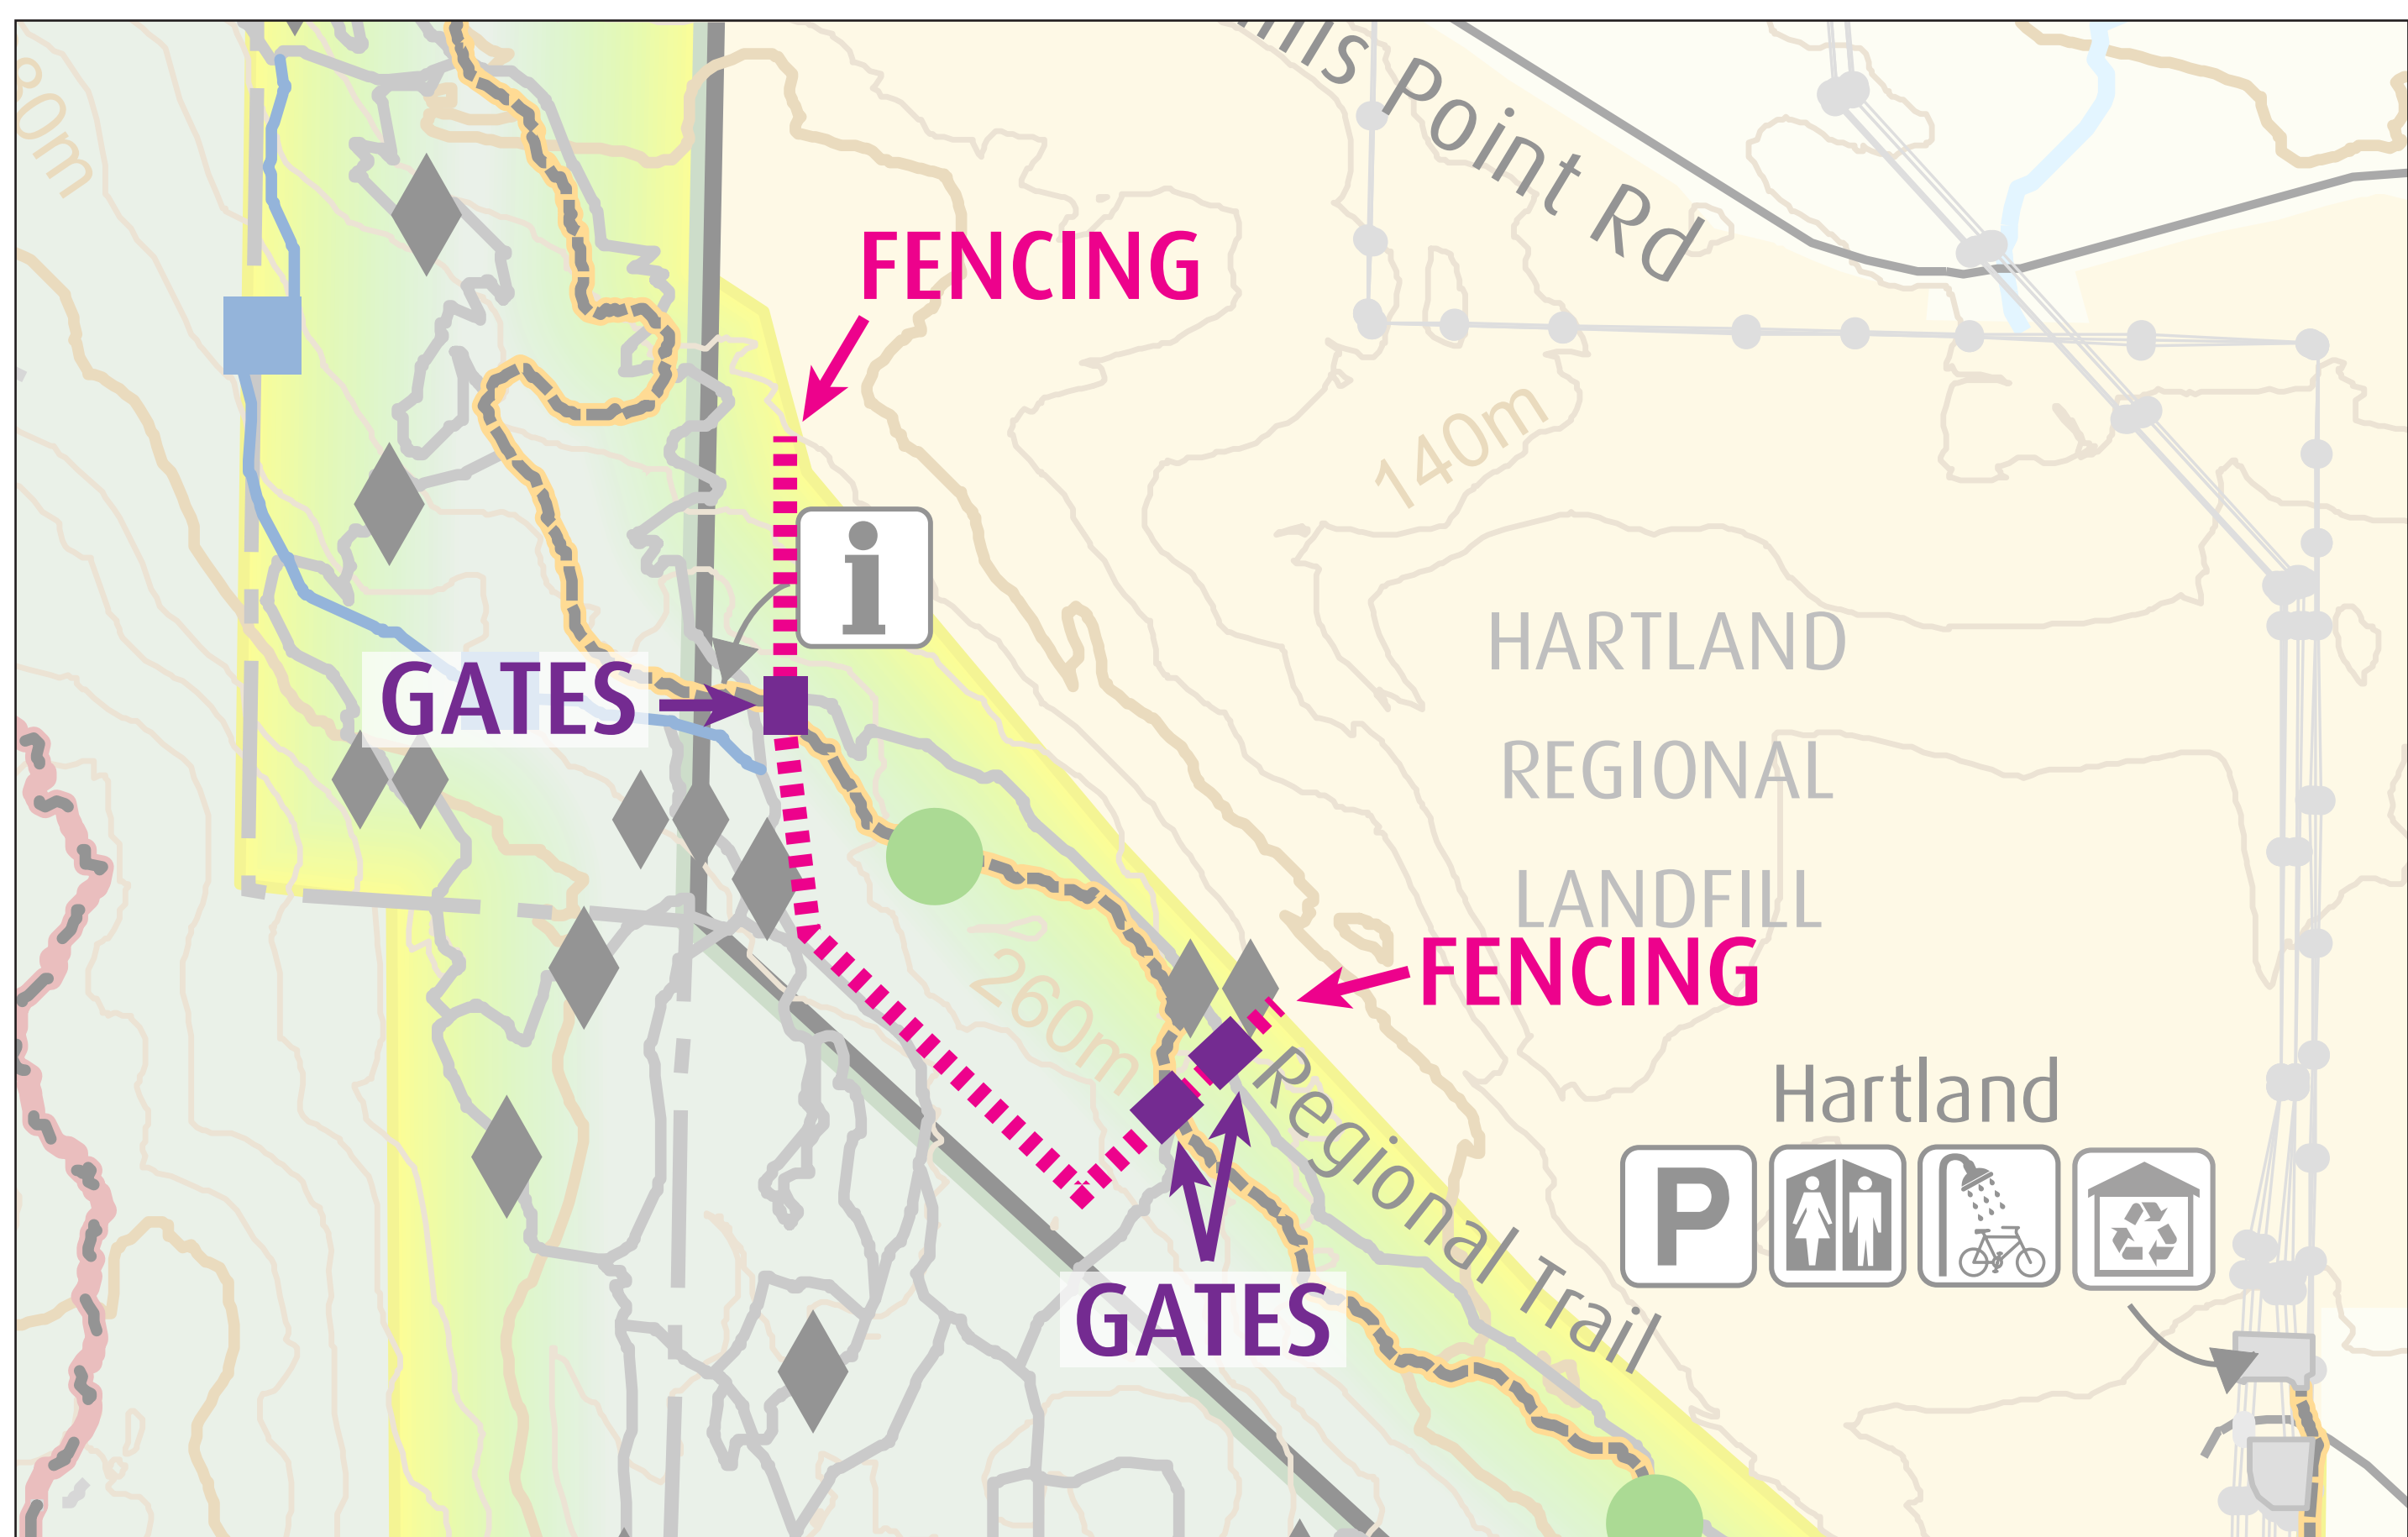 Point Rd
FENCING
140m
i
HARTLAND
REGIONAL
LANDFILL
GATES
FENCING
260m
Regional Trail
Hartland
P
GATES